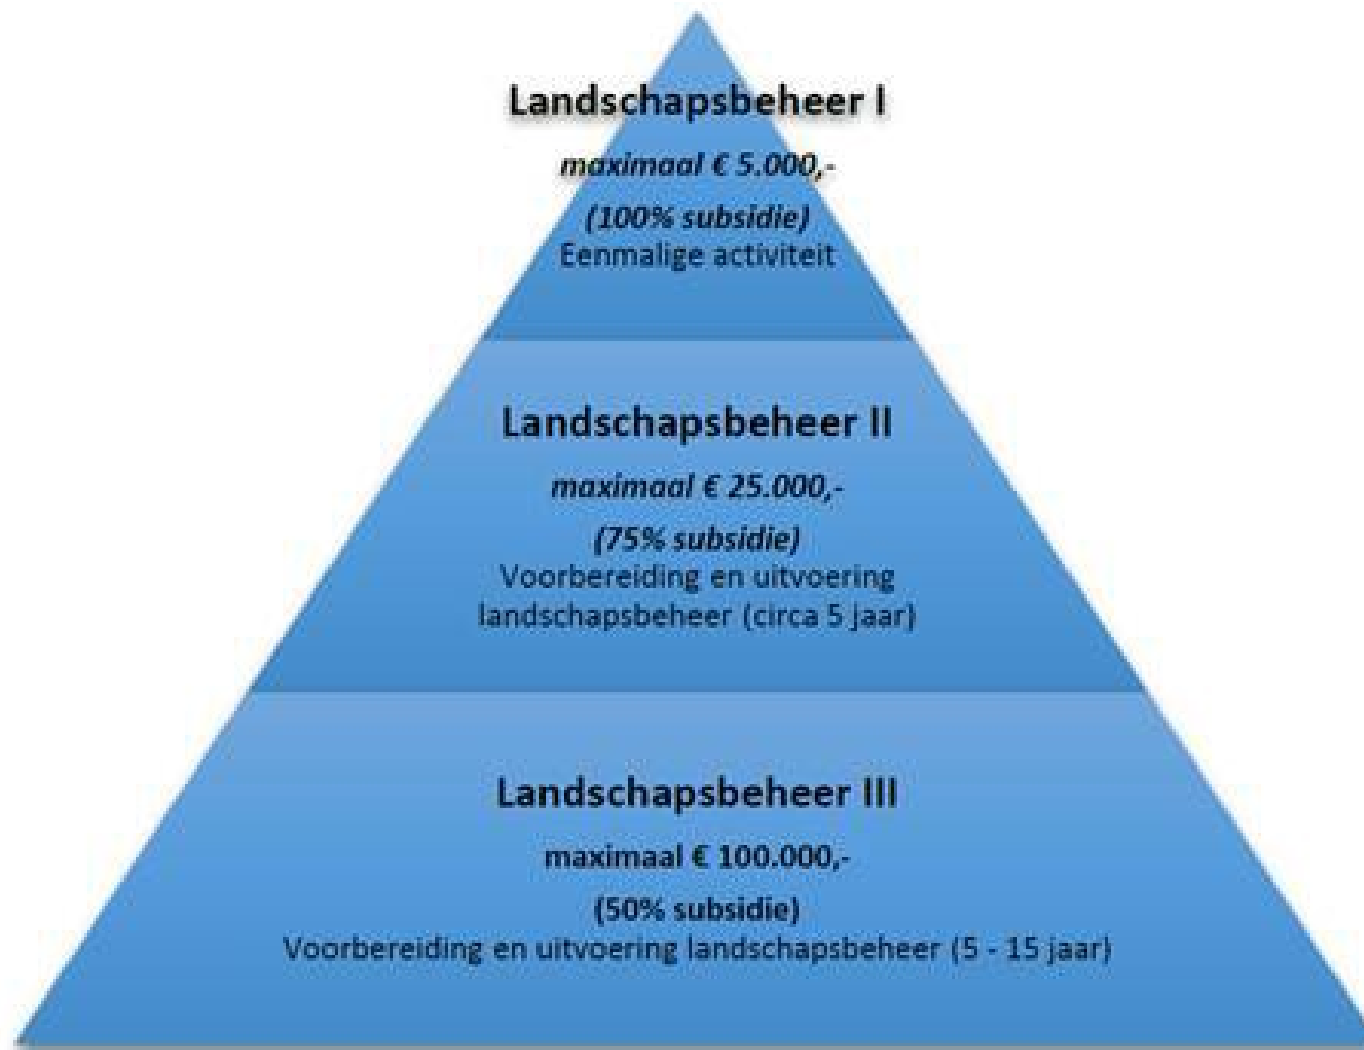 Landschapsbeheer I
maximaal € 5.000,-
(100% subsidie)
Eenmalige activiteit
Landschapsbeheer II
maximaal € 25.000,-
(75% subsidie)
Voorbereiding en uitvoering
landschapsbeheer (circa 5 jaar)
Landschapsbeheer III
maximaal € 100.000,-
(50% subsidie)
Voorbereiding en uitvoering landschapsbeheer (5 - 15 jaar)